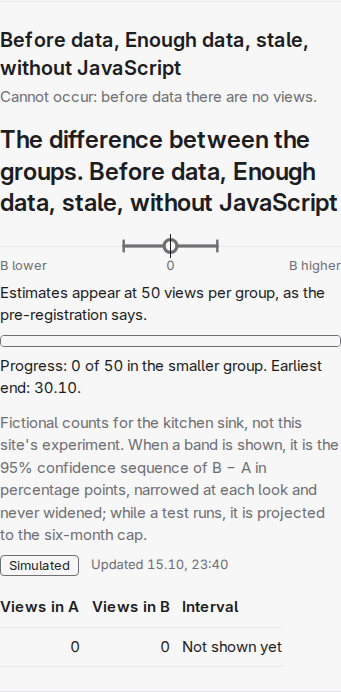 Before data, Enough data, stale,
without JavaScript
Cannot occur: before data there are no views.
The difference between the
groups. Before data, Enough
data, stale, without JavaScript
B lower 0 B higher
Estimates appear at 50 views per group, as the
pre-registration says.
Progress: 0 of 50 in the smaller group. Earliest
end: 30.10.
Fictional counts for the kitchen sink, not this
site's experiment. When a band is shown, it is the
95% confidence sequence of B − A in
percentage points, narrowed at each look and
never widened; while a test runs, it is projected
to the six-month cap.
Simulated Updated 15.10, 23:40
Views in A Views in B Interval
0 0 Not shown yet